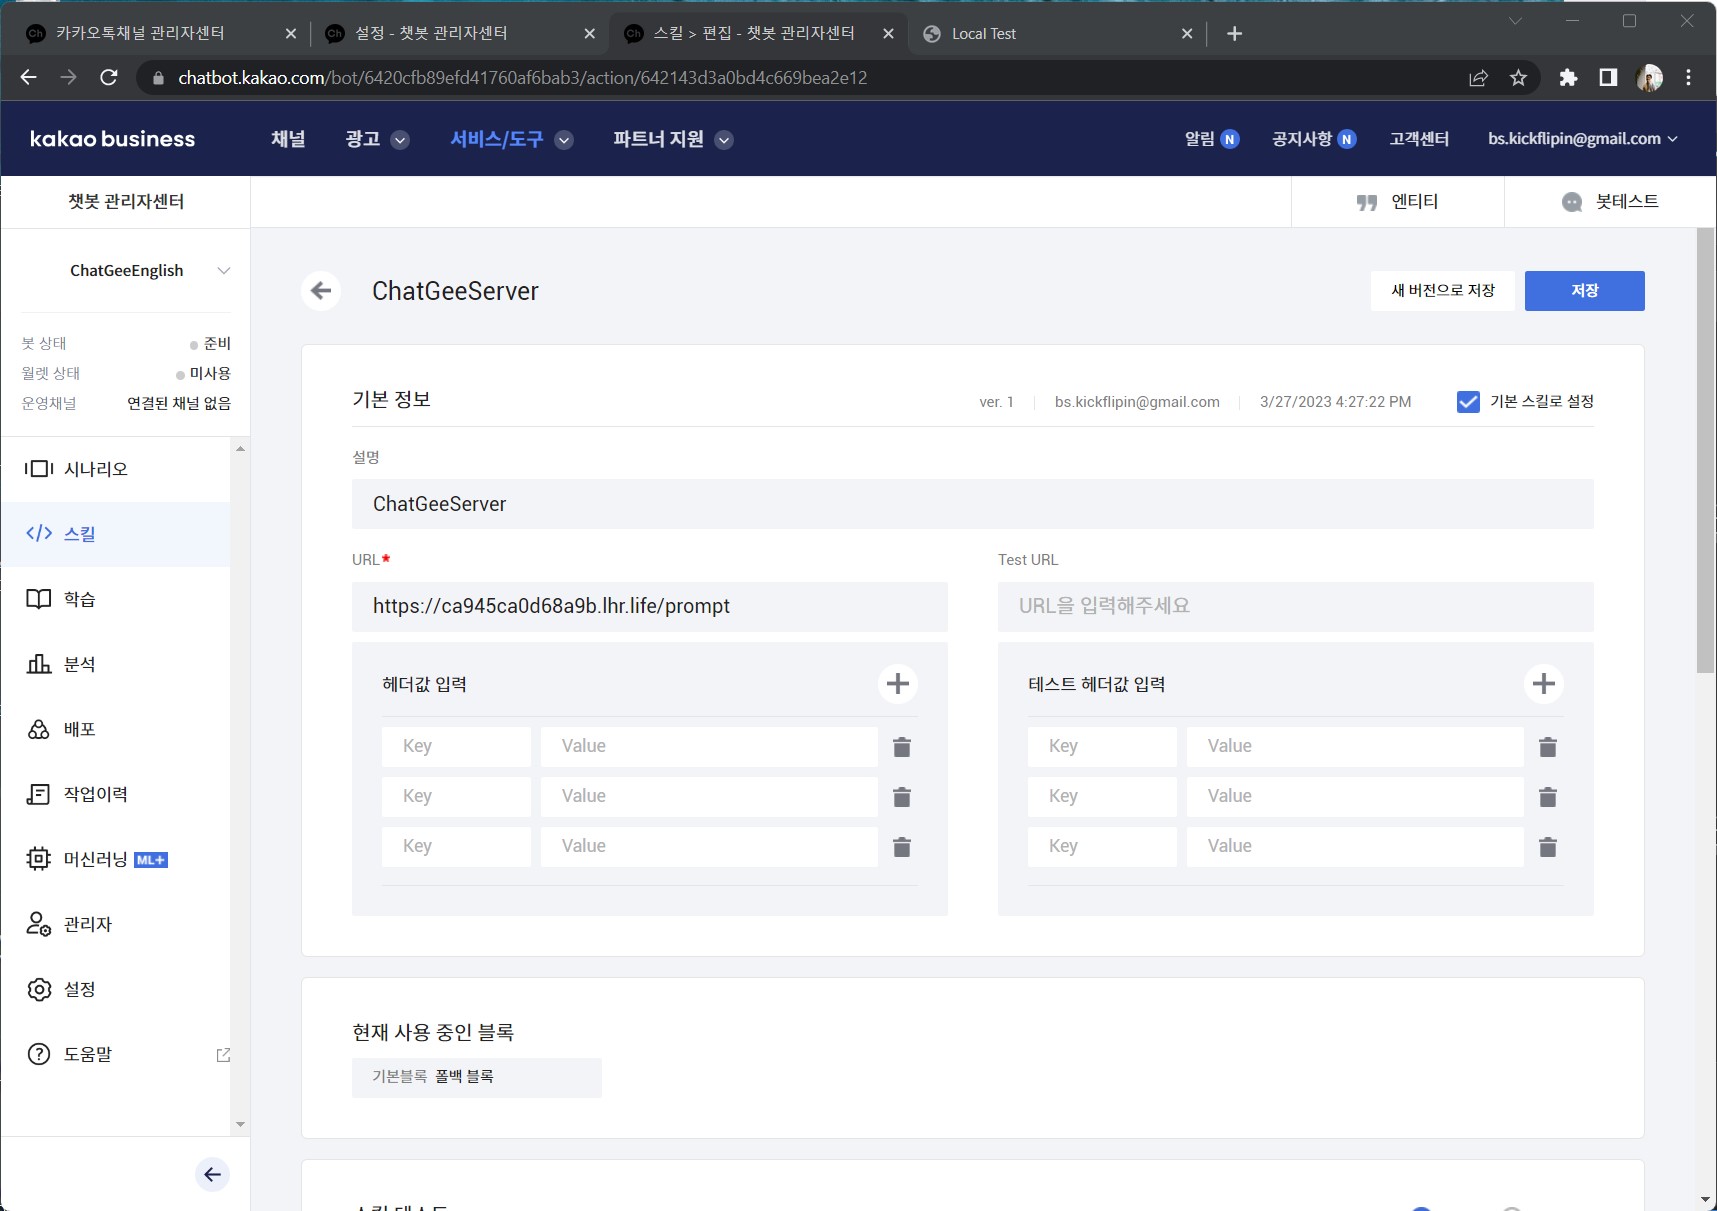 카카오톡채널 관리자센터
설정 - 챗봇 관리자센터
스킬 > 편집 - 챗봇 관리자센터
Local Test
chatbot.kakao.com/bot/6420cfb89efd41760af6bab3/action/642143d3a0bd4c669bea2e12
kakao business
채널
광고
서비스/도구
파트너 지원
알림 N
공지사항 N
고객센터
bs.kickflipin@gmail.com
챗봇 관리자센터
엔티티
봇테스트
ChatGeeEnglish
봇 상태 준비
월렛 상태 미사용
운영채널 연결된 채널 없음
시나리오
스킬
학습
분석
배포
작업이력
머신러닝 ML+
관리자
설정
도움말
ChatGeeServer
새 버전으로 저장
저장
기본 정보
ver. 1
bs.kickflipin@gmail.com
3/27/2023 4:27:22 PM
기본 스킬로 설정
설명
ChatGeeServer
URL*
https://ca945ca0d68a9b.lhr.life/prompt
헤더값 입력
Key Value
Key Value
Key Value
Test URL
URL을 입력해주세요
테스트 헤더값 입력
Key Value
Key Value
Key Value
현재 사용 중인 블록
기본블록 폴백 블록
스킬 테스트